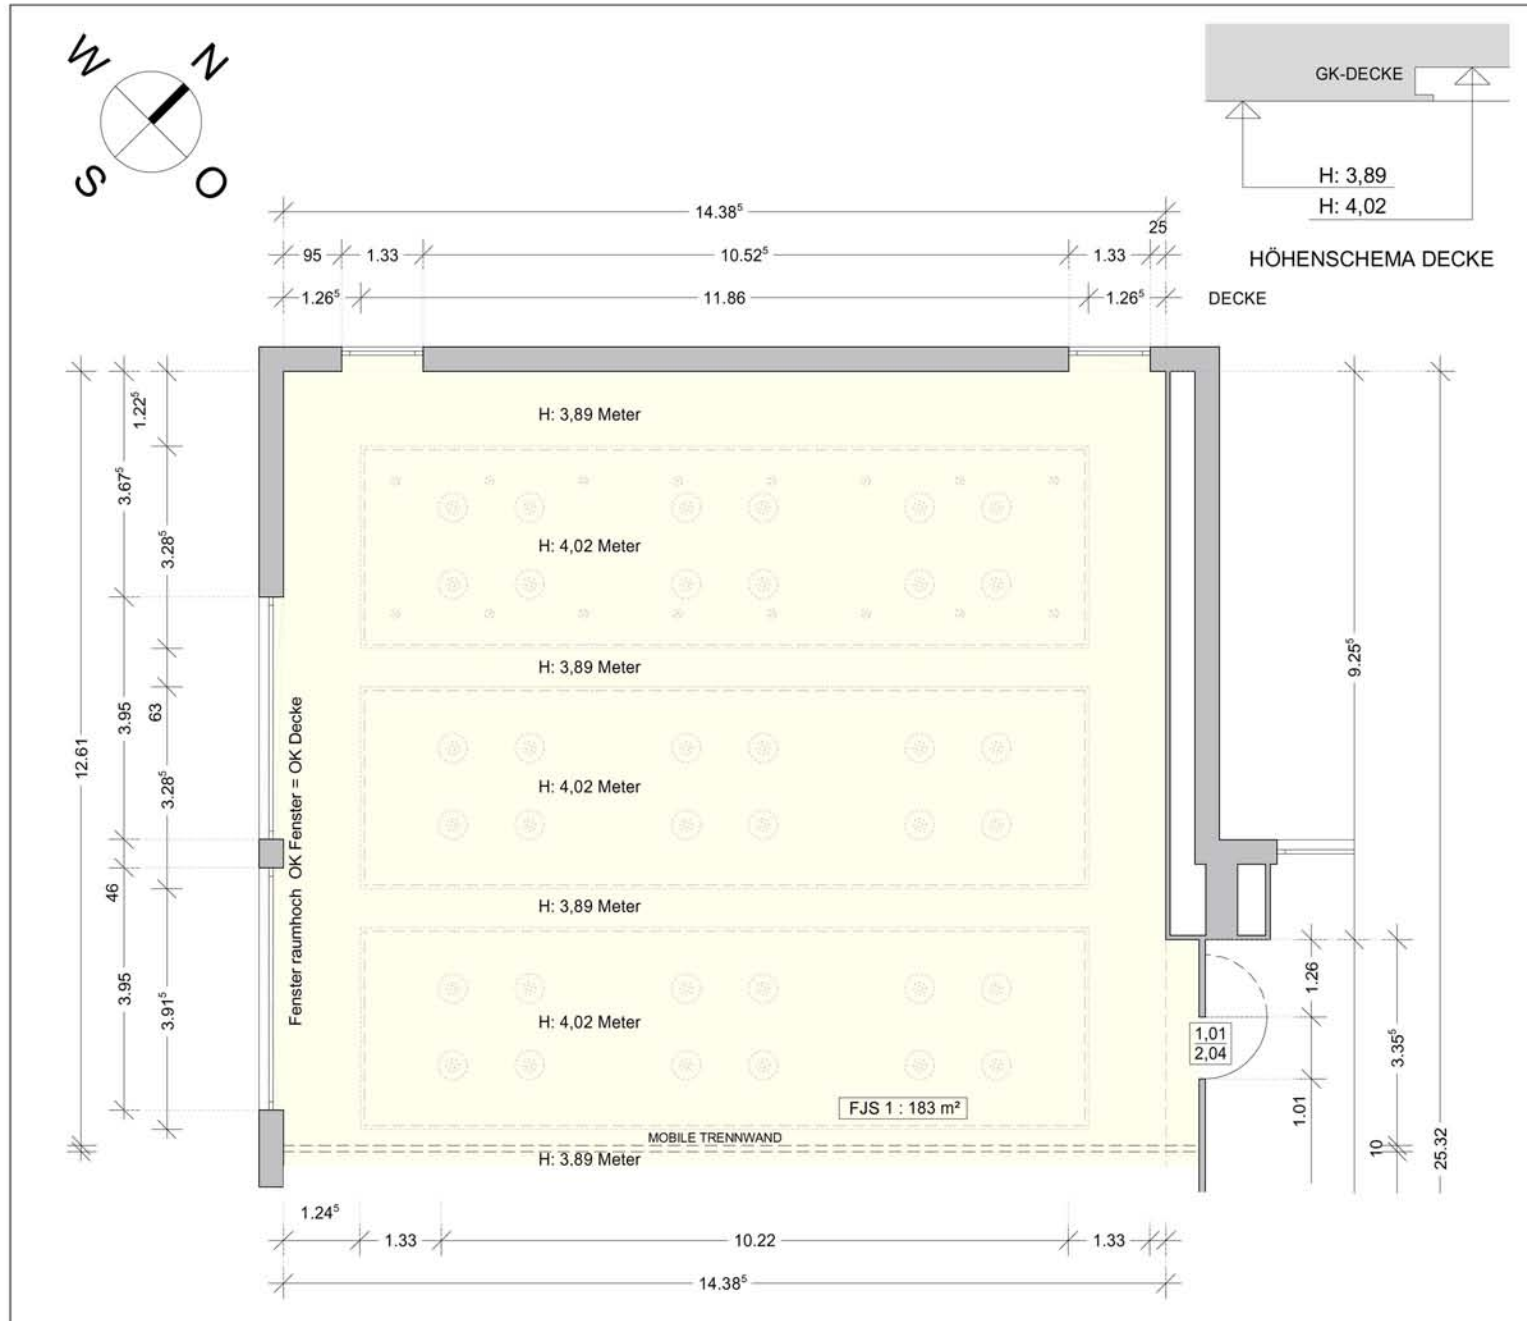 W
N
S
O
GK-DECKE
H: 3,89
H: 4,02
HÖHENSCHEMA DECKE
14.38⁵
25
95
1.33
10.52⁵
1.33
1.26⁵
11.86
1.26⁵
DECKE
12.61
3.67⁵
3.95
46
3.95
1.22⁵
3.28⁵
63
3.28⁵
3.91⁵
Fenster raumhoch OK Fenster = OK Decke
H: 3,89 Meter
H: 4,02 Meter
H: 3,89 Meter
H: 4,02 Meter
H: 3,89 Meter
H: 4,02 Meter
FJS 1 : 183 m²
MOBILE TRENNWAND
H: 3.89 Meter
1,01
2,04
1.26
1.01
9.25⁵
3.35⁵
10
25.32
1.24⁵
1.33
10.22
1.33
14.38⁵